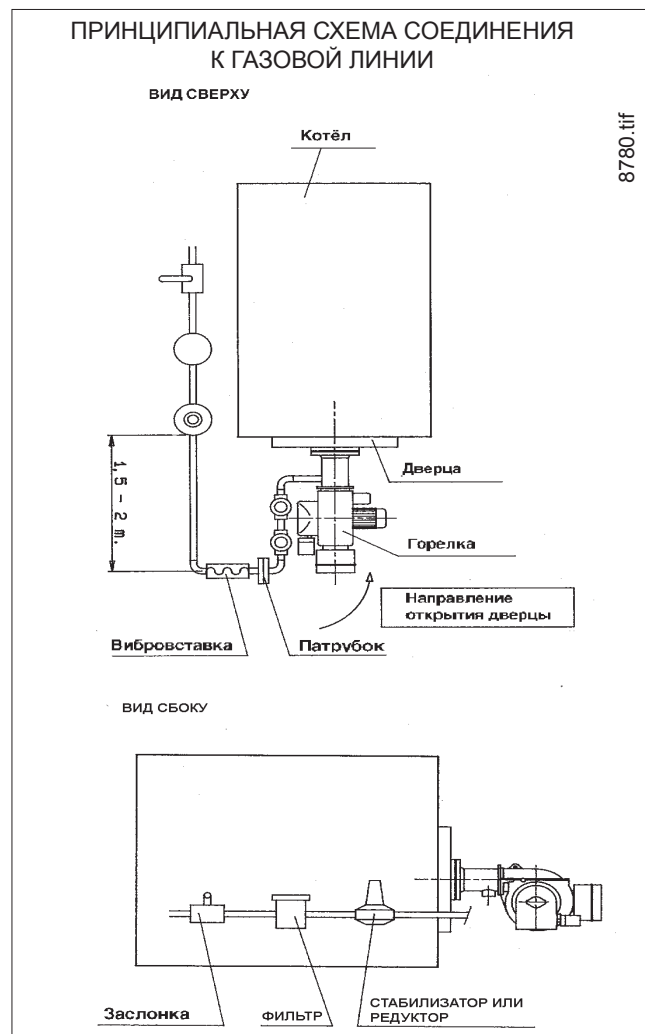 ПРИНЦИПИАЛЬНАЯ СХЕМА СОЕДИНЕНИЯ
К ГАЗОВОЙ ЛИНИИ
ВИД СВЕРХУ
8780.tif
Котёл
1,5 - 2 m.
Дверца
Горелка
Направление
открытия дверцы
Вибровставка
Патрубок
ВИД СБОКУ
Заслонка
ФИЛЬТР
СТАБИЛИЗАТОР ИЛИ
РЕДУКТОР